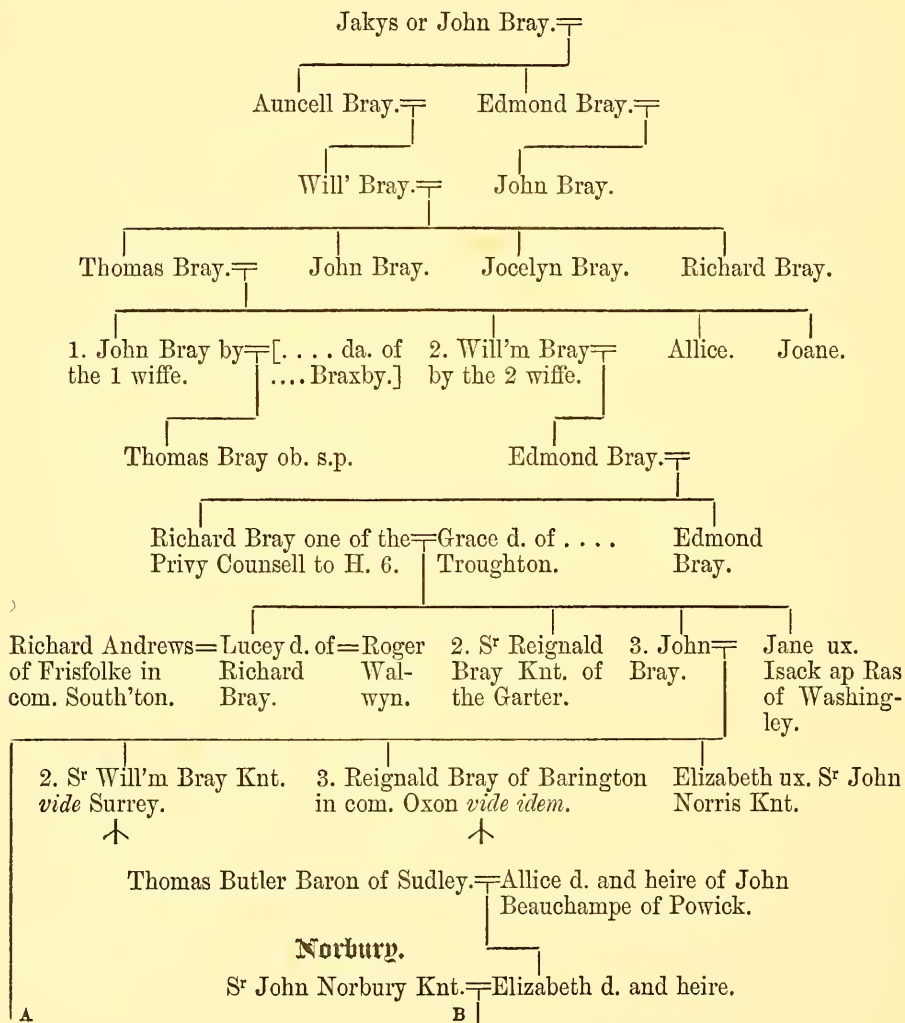 Jakys or John Bray.
Auncell Bray. Edmond Bray.
Will' Bray. John Bray.
Thomas Bray. John Bray. Jocelyn Bray. Richard Bray.
1. John Bray by [. . . . da. of 2. Will'm Bray Allice. Joane.
the 1 wiffe. .... Braxby.] by the 2 wiffe.
Thomas Bray ob. s.p. Edmond Bray.
Richard Bray one of the Grace d. of . . . . Edmond
Privy Counsell to H. 6. Troughton. Bray.
Richard Andrews = Lucey d. of = Roger 2. Sʳ Reignald 3. John Jane ux.
of Frisfolke in Richard Wal- Bray Knt. of Bray. Isack ap Ras
com. South'ton. Bray. wyn. the Garter. of Washing-
ley.
2. Sʳ Will'm Bray Knt. 3. Reignald Bray of Barington Elizabeth ux. Sʳ John
vide Surrey. in com. Oxon vide idem. Norris Knt.
Thomas Butler Baron of Sudley. Allice d. and heire of John
Beauchampe of Powick.
Norbury.
Sʳ John Norbury Knt. Elizabeth d. and heire.
A B